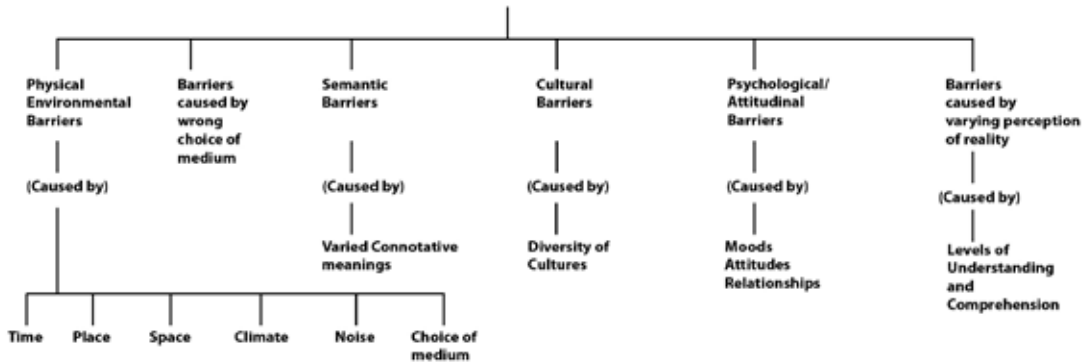 Physical
Environmental
Barriers
Barriers
caused by
wrong
choice of
medium
Semantic
Barriers
Cultural
Barriers
Psychological/
Attitudinal
Barriers
Barriers
caused by
varying perception
of reality
(Caused by)
(Caused by)
(Caused by)
(Caused by)
(Caused by)
Varied Connotative
meanings
Diversity of
Cultures
Moods
Attitudes
Relationships
Levels of
Understanding
and
Comprehension
Time
Place
Space
Climate
Noise
Choice of
medium